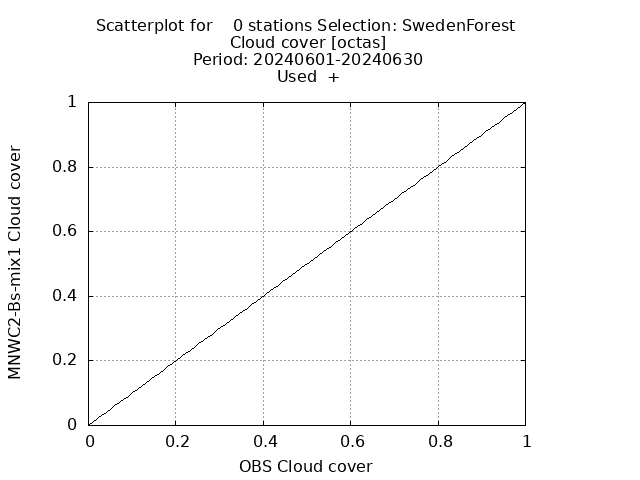 Scatterplot for    0 stations Selection: SwedenForest
Cloud cover [octas]
Period: 20240601-20240630
Used  +
MNWC2-Bs-mix1 Cloud cover
1
0.8
0.6
0.4
0.2
0
0 0.2 0.4 0.6 0.8 1
OBS Cloud cover